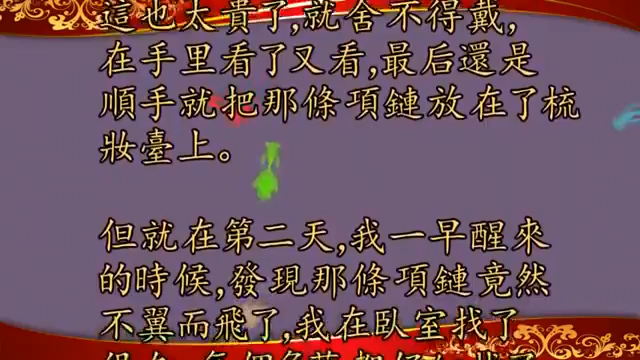 這也太貴了,就舍不得戴,
在手里看了又看,最后還是
順手就把那條項鏈放在了梳
妝臺上。
但就在第二天,我一早醒來
的時候,發現那條項鏈竟然
不翼而飛了,我在臥室找了